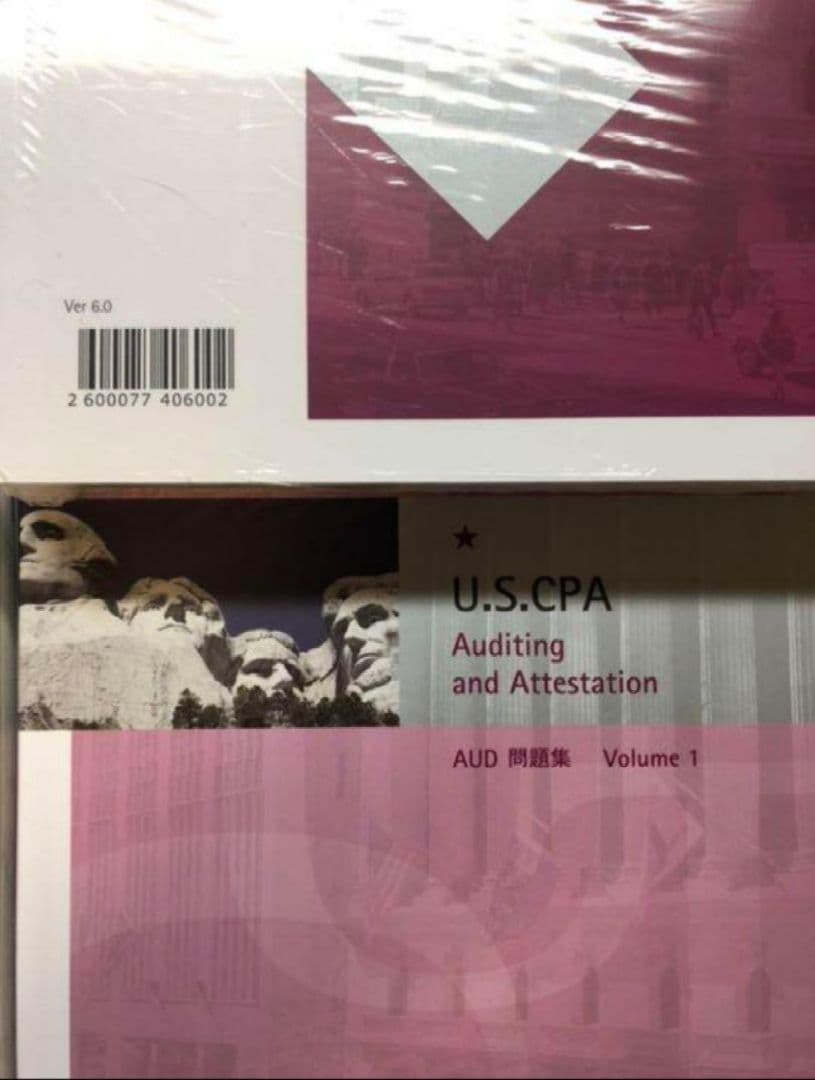 Ver 6.0
2 600077 406002
★
U.S.CPA
Auditing
and Attestation
AUD 問題集 Volume 1